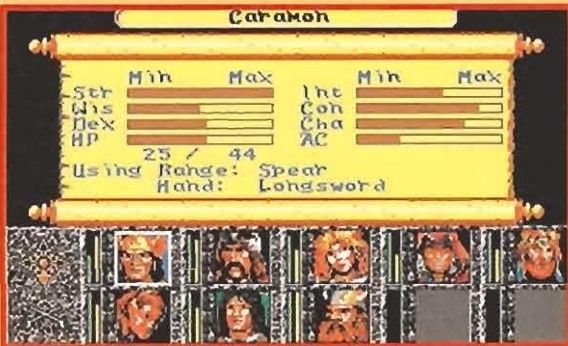 Caramon
Min Max Min Max
Str Int
Wis Con
Dex Cha
HP AC
25 / 44
Using Range: Spear
Hand: Longsword